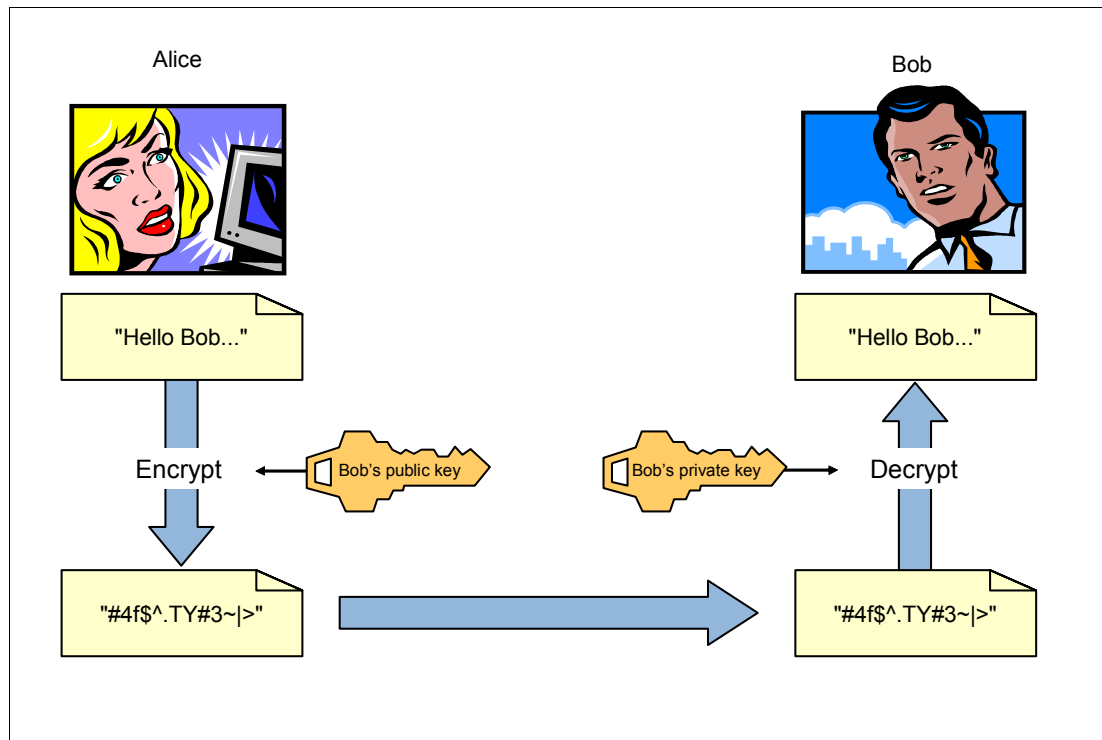 Alice
Bob
"Hello Bob..."
"Hello Bob..."
Encrypt
Bob's public key
Bob's private key
Decrypt
"#4f$^.TY#3~|>"
"#4f$^.TY#3~|>"